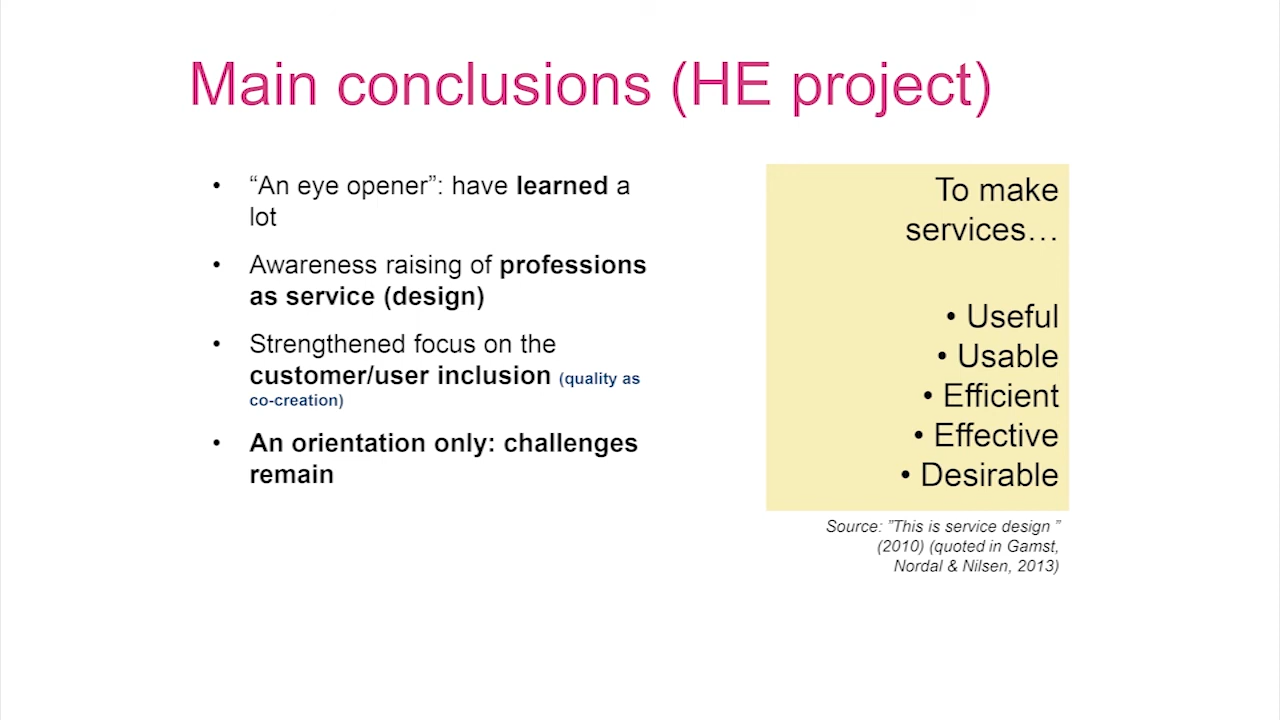 Main conclusions (HE project)
• “An eye opener”: have learned a
lot
• Awareness raising of professions
as service (design)
• Strengthened focus on the
customer/user inclusion (quality as
co-creation)
• An orientation only: challenges
remain
To make
services…
• Useful
• Usable
• Efficient
• Effective
• Desirable
Source: ”This is service design ”
(2010) (quoted in Gamst,
Nordal & Nilsen, 2013)